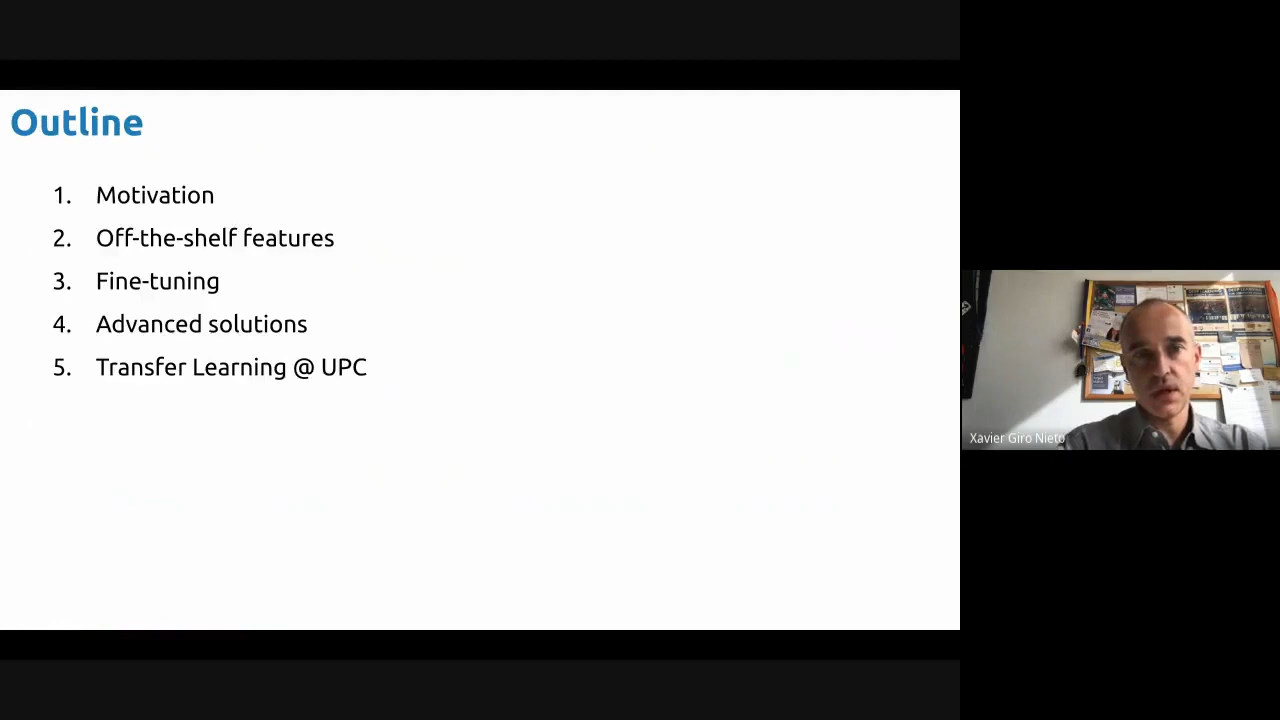 Outline
1. Motivation
2. Off-the-shelf features
3. Fine-tuning
4. Advanced solutions
5. Transfer Learning @ UPC
Xavier Giro Nieto